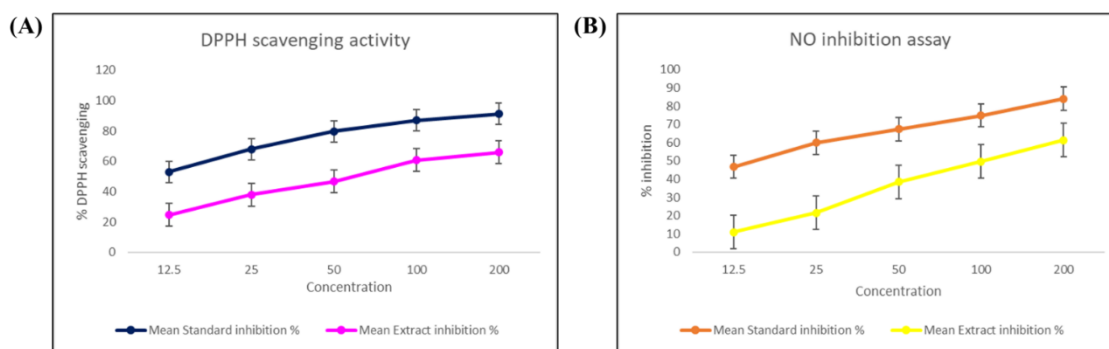 (A)
DPPH scavenging activity
% DPPH scavenging
120
100
80
60
40
20
0
12.5 25 50 100 200
Concentration
Mean Standard inhibition % Mean Extract inhibition %
(B)
NO inhibition assay
% inhibition
100
90
80
70
60
50
40
30
20
10
0
12.5 25 50 100 200
Concentration
Mean Standard inhibition % Mean Extract inhibition %